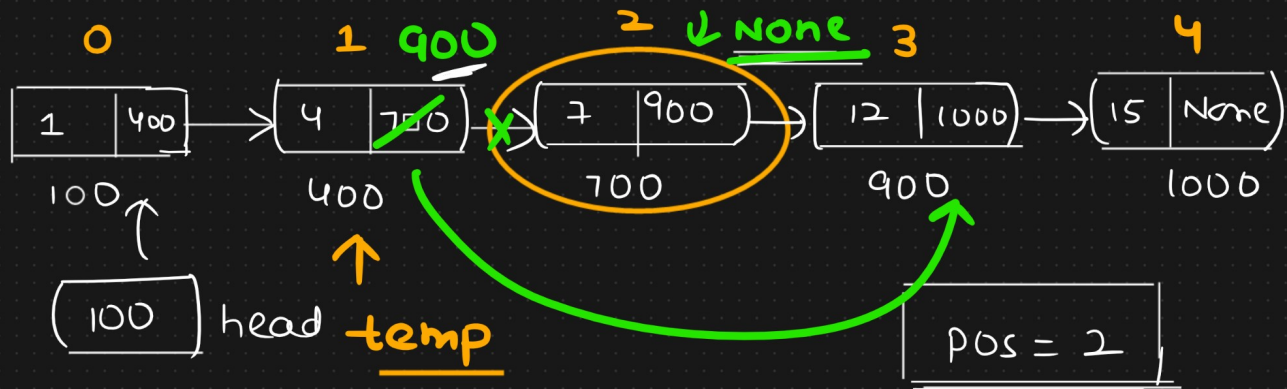 0 1 900 2 None 3 4
1 400 4 700 7 900 12 1000 15 None
X
100 400 700 900 1000
100 head temp
pos = 2